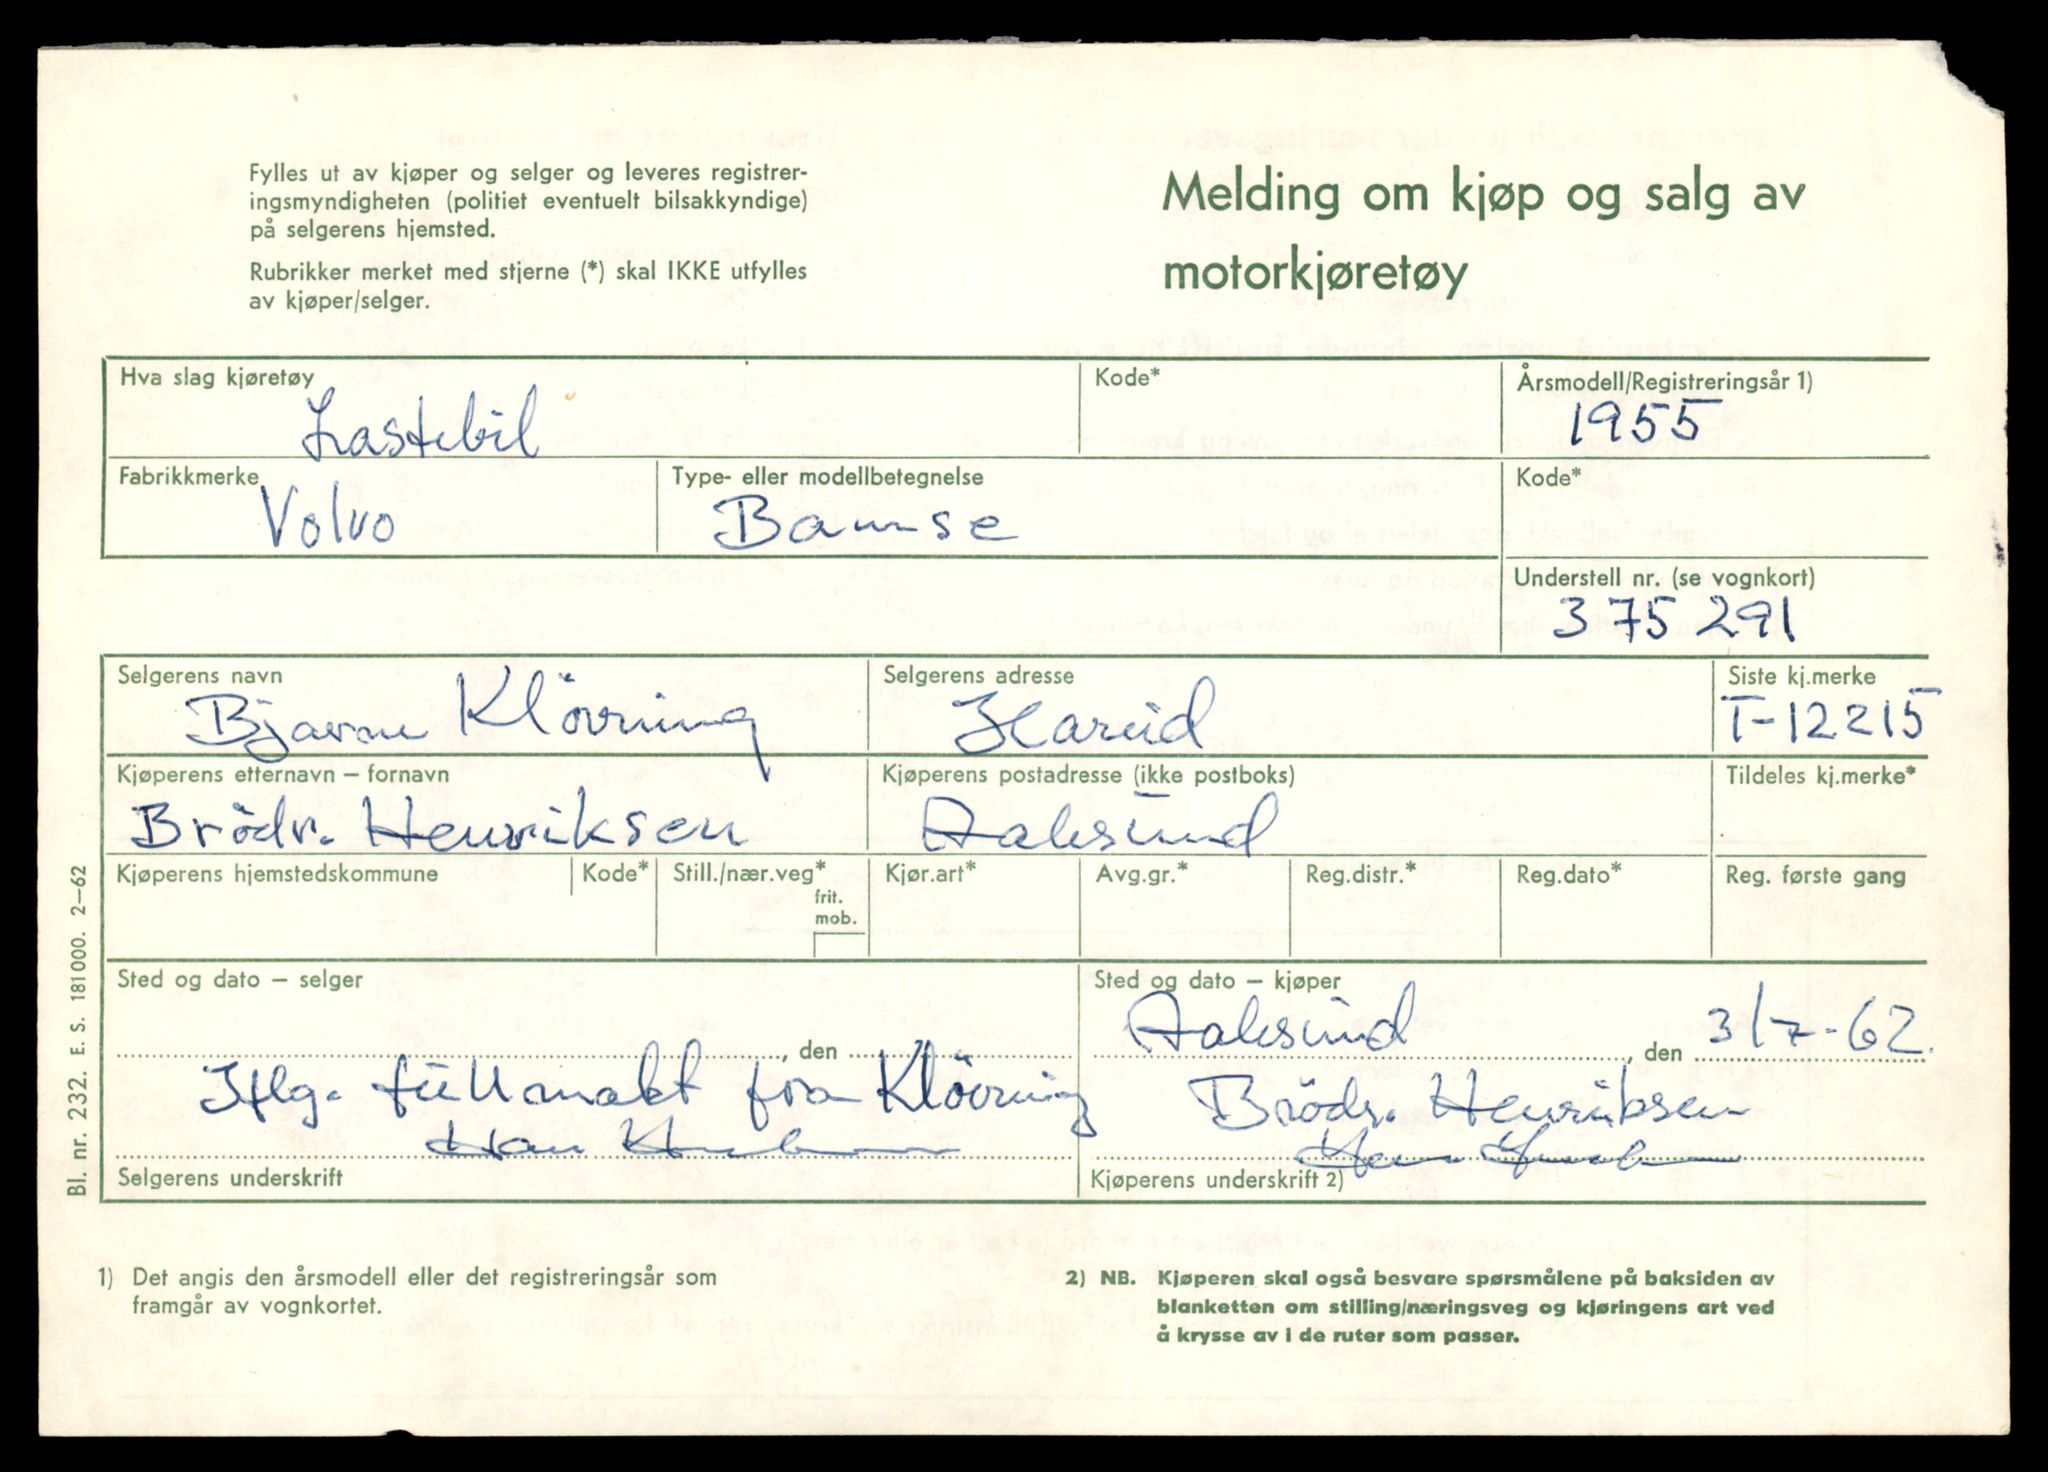 Fylles ut av kjøper og selger og leveres registrer-
ingsmyndigheten (politiet eventuelt bilsakkyndige)
på selgerens hjemsted.
Rubrikker merket med stjerne (*) skal IKKE utfylles
av kjøper/selger.
Melding om kjøp og salg av
motorkjøretøy
Hva slag kjøretøy
Lastebil
Kode*
Årsmodell/Registreringsår 1)
1955
Fabrikkmerke
Volvo
Type- eller modellbetegnelse
Bamse
Kode*
Understell nr. (se vognkort)
375291
Selgerens navn
Bjarne Klövning
Selgerens adresse
Hareid
Siste kj.merke
T-12215
Kjøperens etternavn – fornavn
Brödr. Henriksen
Kjøperens postadresse (ikke postboks)
Aalesund
Tildeles kj.merke*
Kjøperens hjemstedskommune
Kode*
Still./nær.veg*
frit.
mob.
Kjør.art*
Avg.gr.*
Reg.distr.*
Reg.dato*
Reg. første gang
Sted og dato – selger
, den
Iflg. fullmakt fra Klövning
Selgerens underskrift
Sted og dato – kjøper
Aalesund, den 3/7-62.
Brödr. Henriksen
Kjøperens underskrift 2)
Bl. nr. 232. E. S. 181000. 2–62
1) Det angis den årsmodell eller det registreringsår som
framgår av vognkortet.
2) NB. Kjøperen skal også besvare spørsmålene på baksiden av
blanketten om stilling/næringsveg og kjøringens art ved
å krysse av i de ruter som passer.